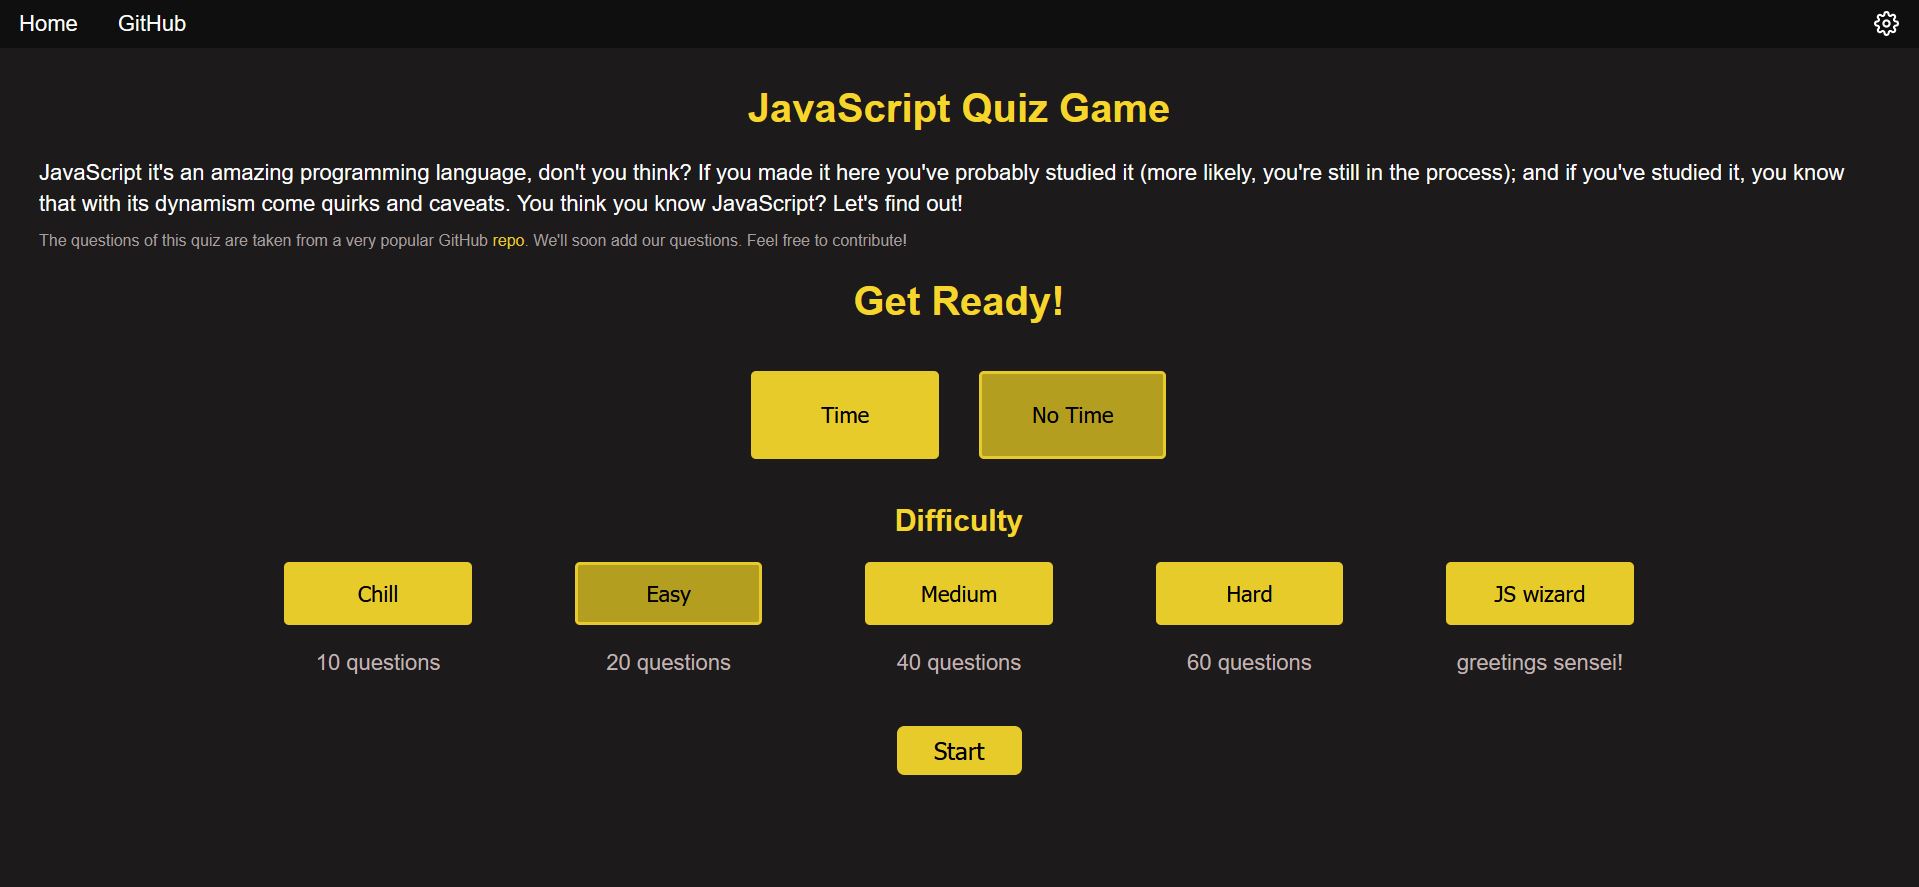 Home GitHub
JavaScript Quiz Game
JavaScript it's an amazing programming language, don't you think? If you made it here you've probably studied it (more likely, you're still in the process); and if you've studied it, you know
that with its dynamism come quirks and caveats. You think you know JavaScript? Let's find out!
The questions of this quiz are taken from a very popular GitHub repo. We'll soon add our questions. Feel free to contribute!
Get Ready!
Time No Time
Difficulty
Chill Easy Medium Hard JS wizard
10 questions 20 questions 40 questions 60 questions greetings sensei!
Start